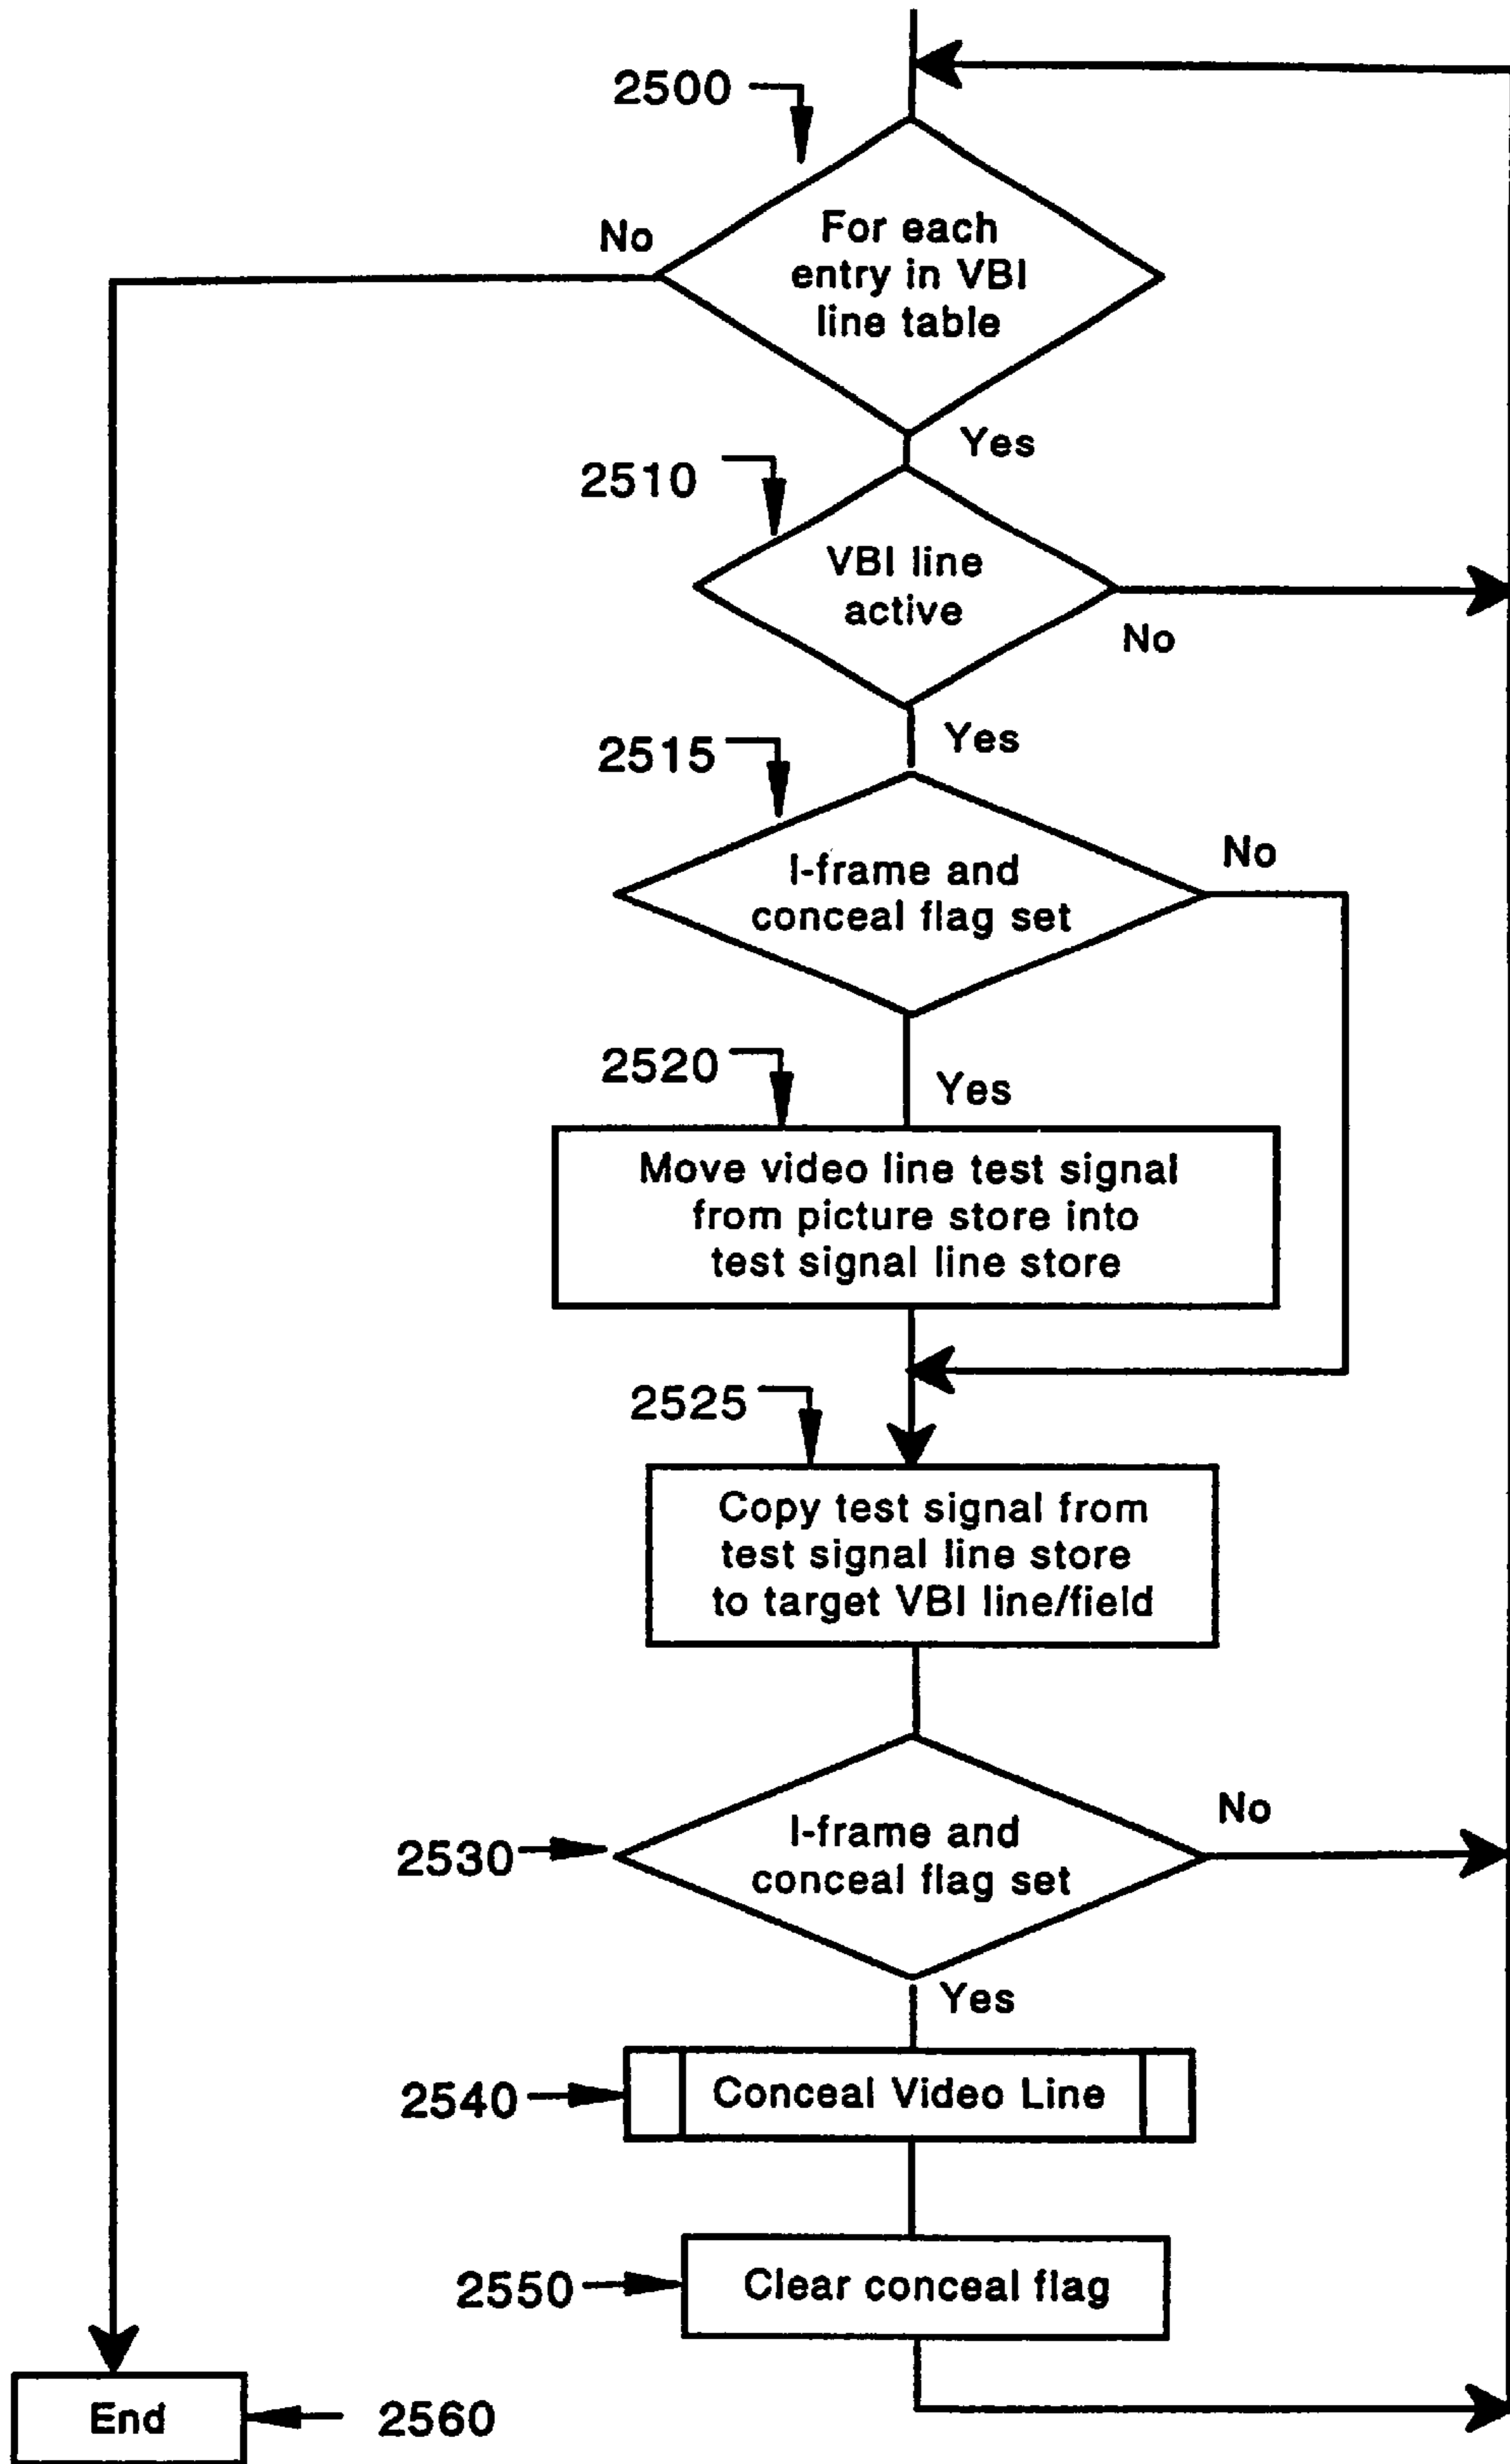 2500
No
For each
entry in VBI
line table
Yes
2510
VBI line
active
No
Yes
2515
No
I-frame and
conceal flag set
2520
Yes
Move video line test signal
from picture store into
test signal line store
2525
Copy test signal from
test signal line store
to target VBI line/field
No
2530
I-frame and
conceal flag set
Yes
2540
Conceal Video Line
2550
Clear conceal flag
End
2560